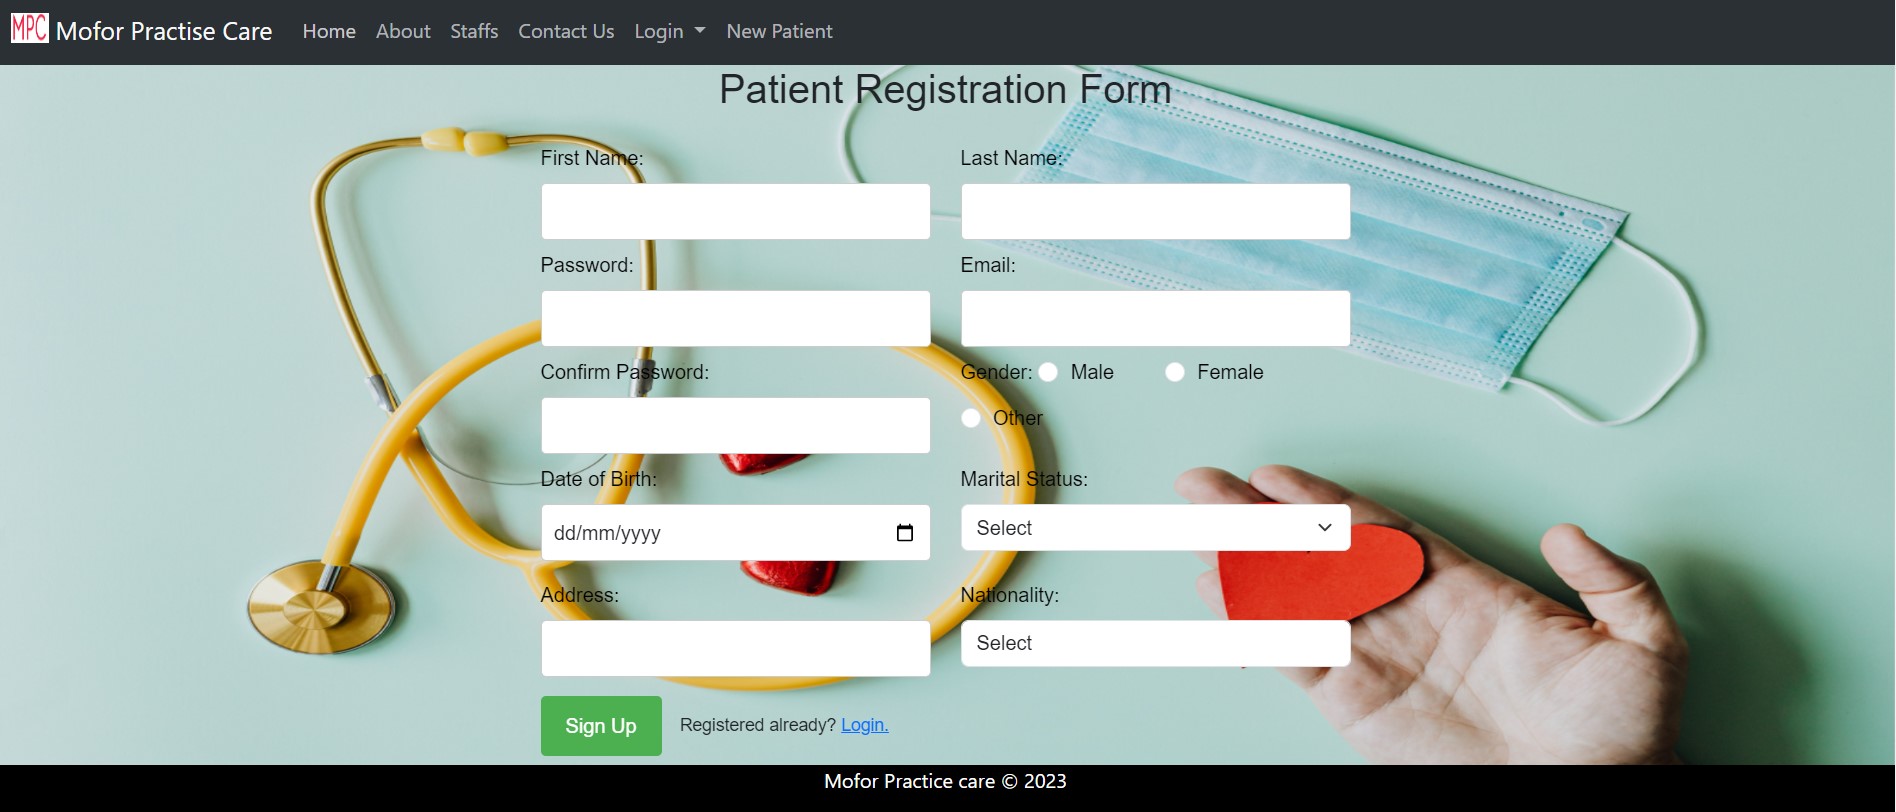 MPC Mofor Practise Care Home About Staffs Contact Us Login New Patient
Patient Registration Form
First Name: Last Name:
Password: Email:
Confirm Password: Gender: Male Female
Other
Date of Birth: Marital Status:
dd/mm/yyyy Select
Address: Nationality:
Select
Sign Up Registered already? Login.
Mofor Practice care © 2023